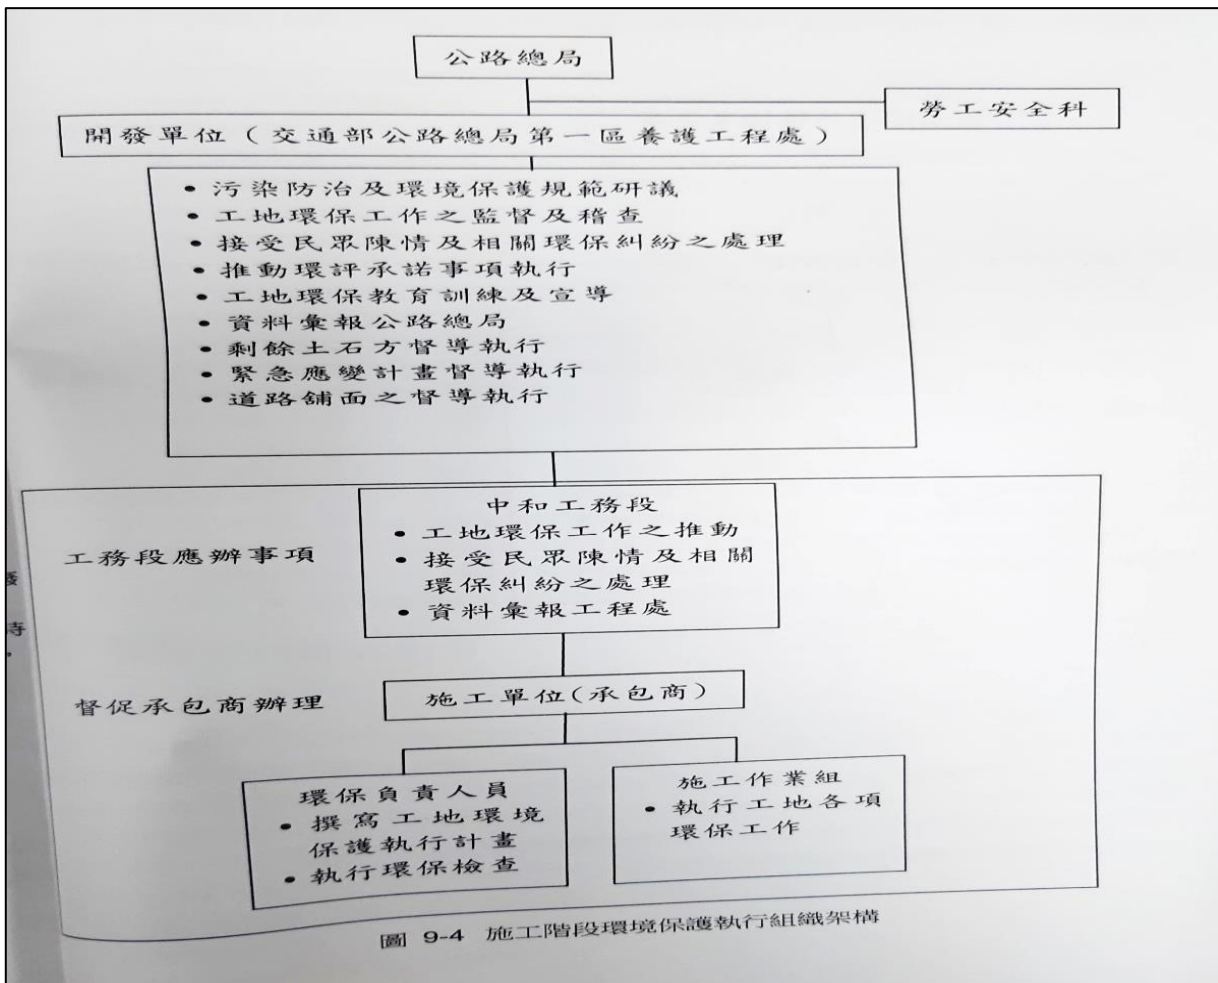 公路總局
勞工安全科
開發單位（交通部公路總局第一區養護工程處）
• 污染防治及環境保護規範研議
• 工地環保工作之監督及稽查
• 接受民眾陳情及相關環保糾紛之處理
• 推動環評承諾事項執行
• 工地環保教育訓練及宣導
• 資料彙報公路總局
• 剩餘土石方督導執行
• 緊急應變計畫督導執行
• 道路舖面之督導執行
中和工務段
• 工地環保工作之推動
工務段應辦事項
• 接受民眾陳情及相關
環保糾紛之處理
• 資料彙報工程處
督促承包商辦理
施工單位(承包商)
環保負責人員
• 撰寫工地環境
保護執行計畫
• 執行環保檢查
施工作業組
• 執行工地各項
環保工作
圖 9-4 施工階段環境保護執行組織架構